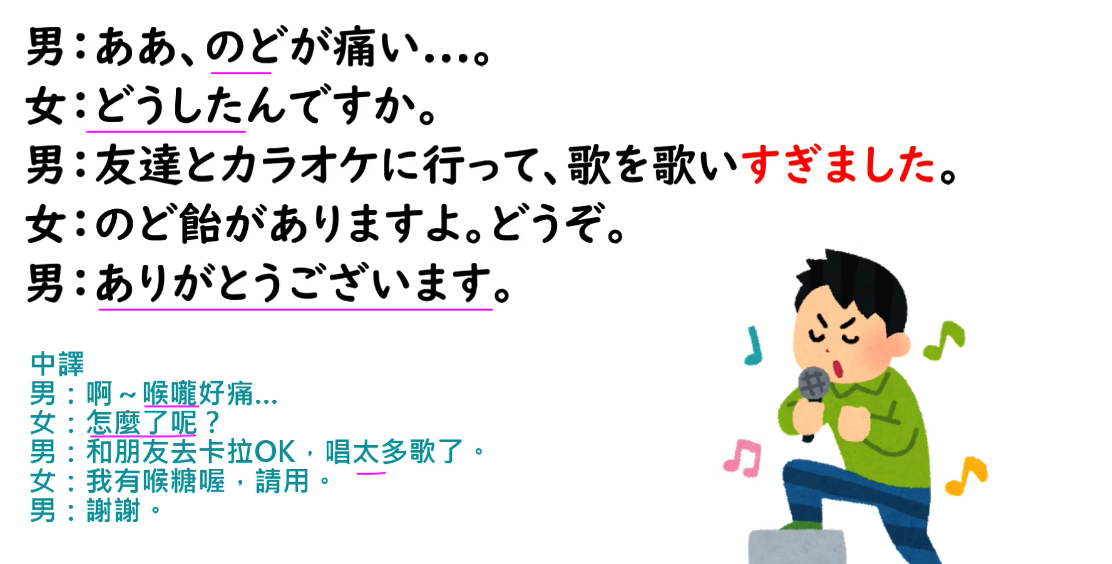 男：ああ、のどが痛い…。
女：どうしたんですか。
男：友達とカラオケに行って、歌を歌いすぎました。
女：のど飴がありますよ。どうぞ。
男：ありがとうございます。
中譯
男：啊～喉嚨好痛...
女：怎麼了呢？
男：和朋友去卡拉OK，唱太多歌了。
女：我有喉糖喔，請用。
男：謝謝。